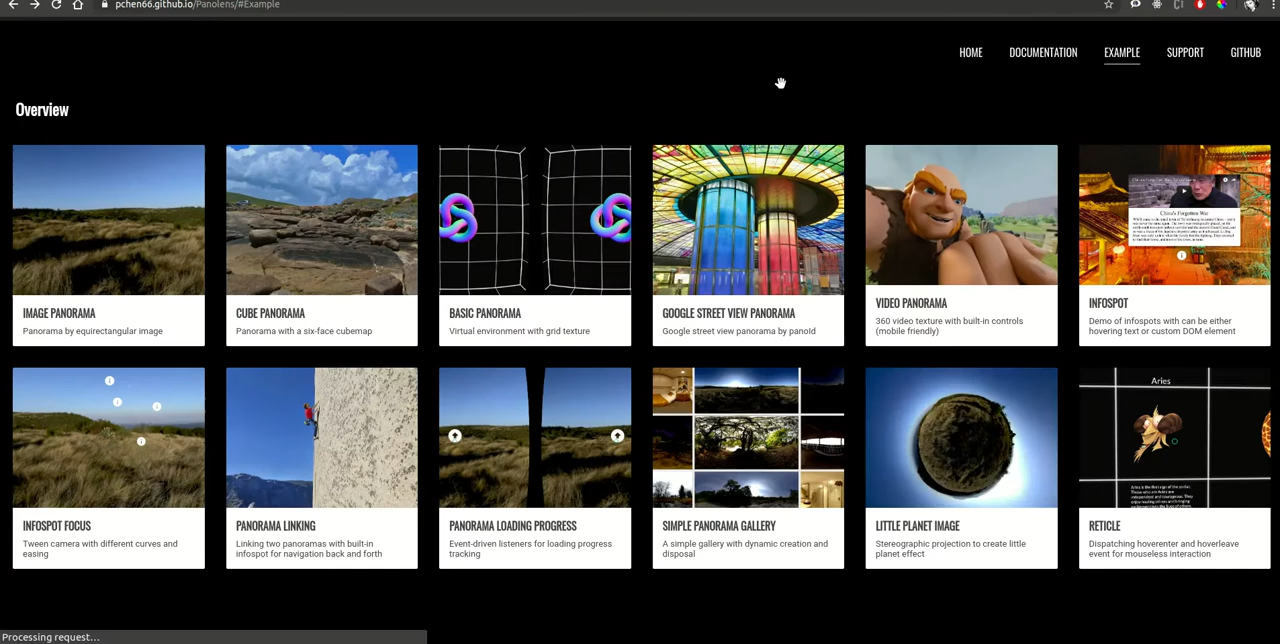 pchen66.github.io/Panolens/#Example
HOME DOCUMENTATION EXAMPLE SUPPORT GITHUB
Overview
IMAGE PANORAMA
Panorama by equirectangular image
CUBE PANORAMA
Panorama with a six-face cubemap
BASIC PANORAMA
Virtual environment with grid texture
GOOGLE STREET VIEW PANORAMA
Google street view panorama by panoId
VIDEO PANORAMA
360 video texture with built-in controls
(mobile friendly)
China's Forgotten War
INFOSPOT
Demo of infospots with can be either
hovering text or custom DOM element
INFOSPOT FOCUS
Tween camera with different curves and
easing
PANORAMA LINKING
Linking two panoramas with built-in
infospot for navigation back and forth
PANORAMA LOADING PROGRESS
Event-driven listeners for loading progress
tracking
SIMPLE PANORAMA GALLERY
A simple gallery with dynamic creation and
disposal
LITTLE PLANET IMAGE
Stereographic projection to create little
planet effect
Aries
RETICLE
Dispatching hoverenter and hoverleave
event for mouseless interaction
Processing request...